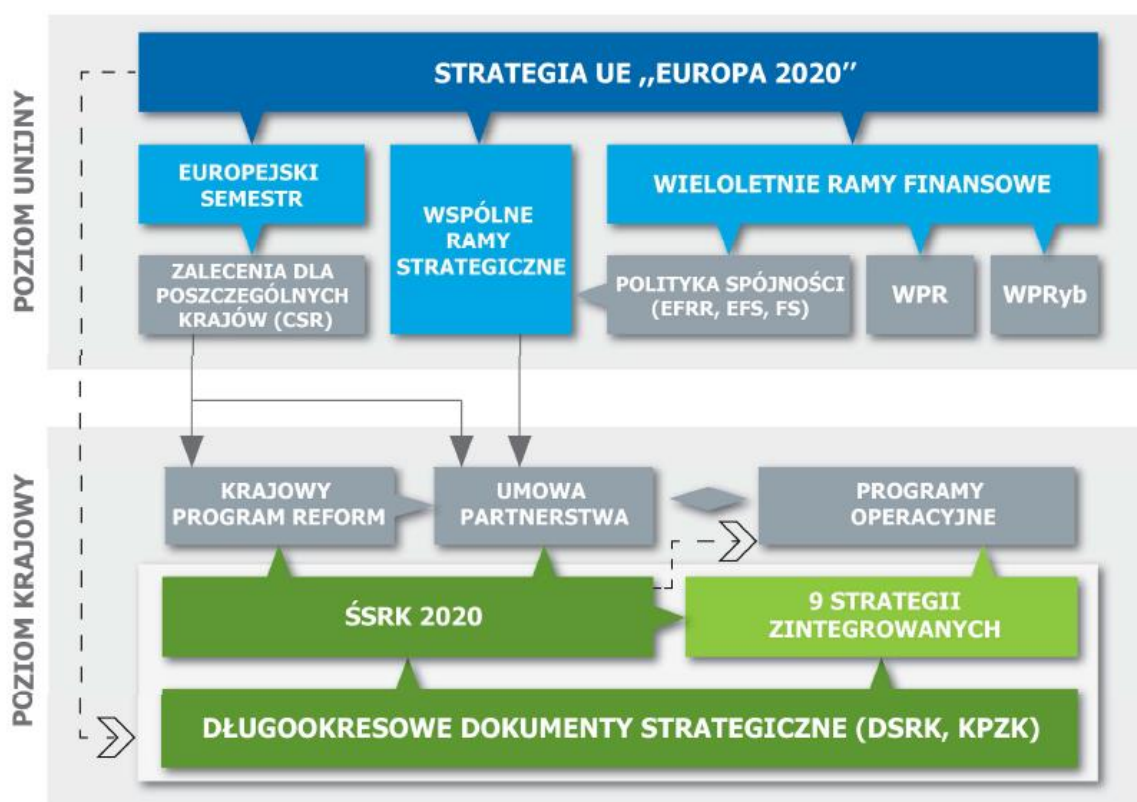 POZIOM UNIJNY
STRATEGIA UE „EUROPA 2020”
EUROPEJSKI
SEMESTR
WSPÓLNE
RAMY
STRATEGICZNE
WIELOLETNIE RAMY FINANSOWE
ZALECENIA DLA
POSZCZEGÓLNYCH
KRAJÓW (CSR)
POLITYKA SPÓJNOŚCI
(EFRR, EFS, FS)
WPR
WPRyb
POZIOM KRAJOWY
KRAJOWY
PROGRAM REFORM
UMOWA
PARTNERSTWA
PROGRAMY
OPERACYJNE
ŚSRK 2020
9 STRATEGII
ZINTEGROWANYCH
DŁUGOOKRESOWE DOKUMENTY STRATEGICZNE (DSRK, KPZK)